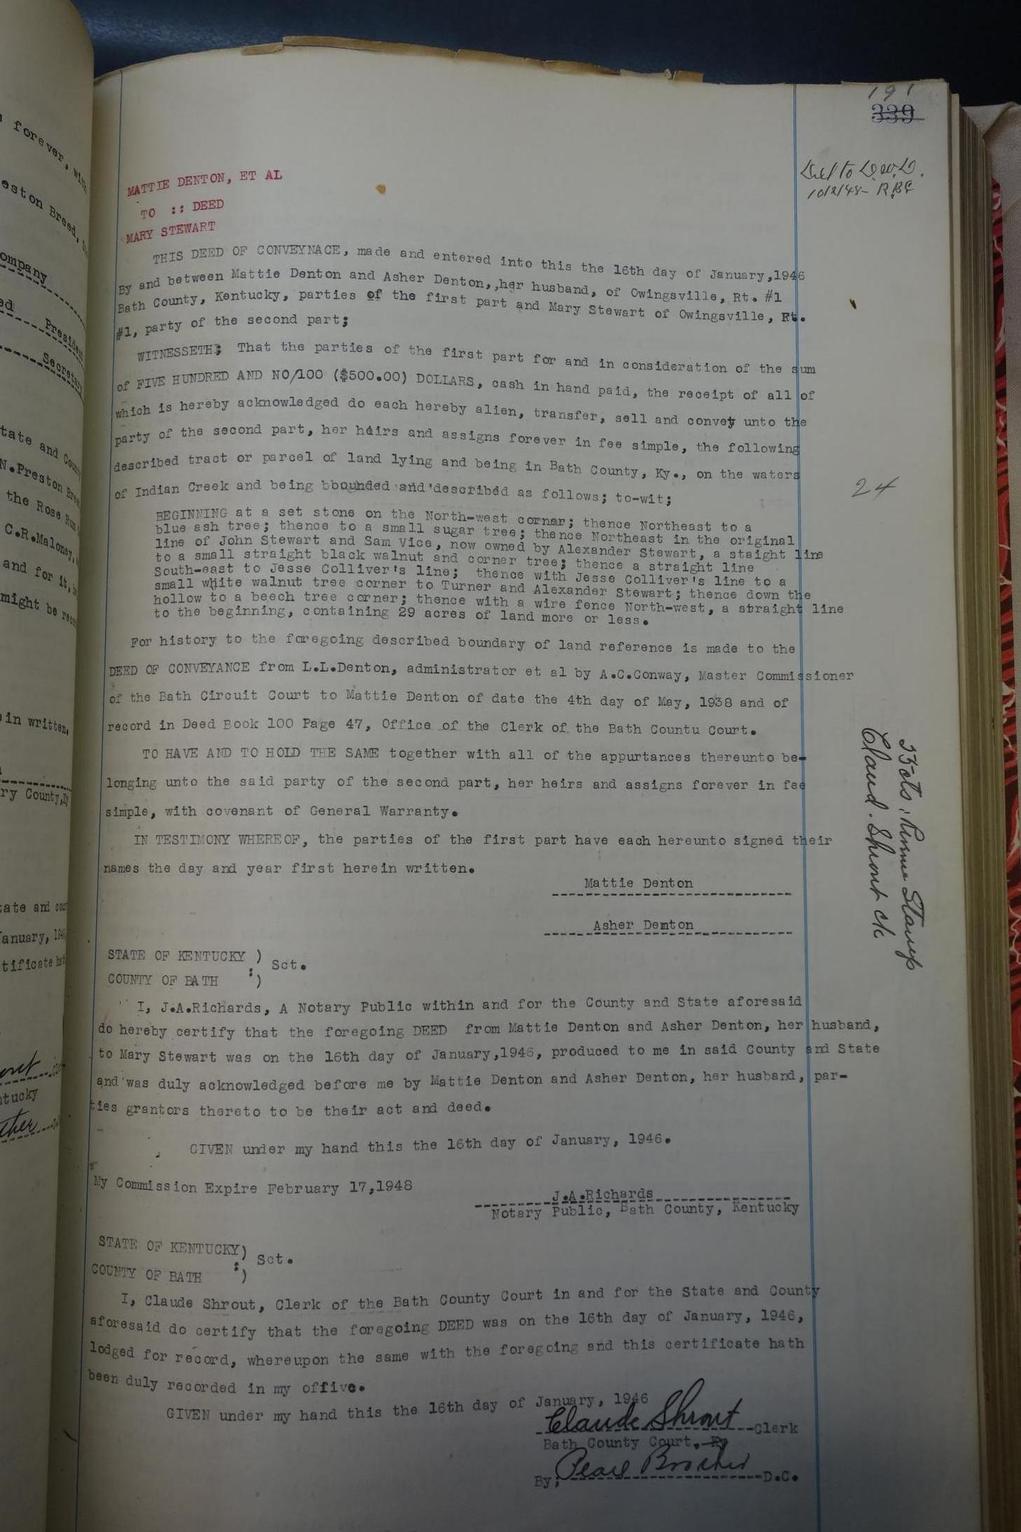 191
339
Del to
10/2/48- RBF
MATTIE DENTON, ET AL
TO :: DEED
MARY STEWART
THIS DEED OF CONVEYNACE, made and entered into this the 16th day of January,1946
By and between Mattie Denton and Asher Denton, her husband, of Owingsville, Rt. #1
Bath County, Kentucky, parties of the first part and Mary Stewart of Owingsville, Rt.
#1, party of the second part;
WITNESSETH; That the parties of the first part for and in consideration of the sum
of FIVE HUNDRED AND NO/100 ($500.00) DOLLARS, cash in hand paid, the receipt of all of
which is hereby acknowledged do each hereby alien, transfer, sell and convey unto the
party of the second part, her heirs and assigns forever in fee simple, the following
described tract or parcel of land lying and being in Bath County, Ky., on the waters
of Indian Creek and being bbounded and described as follows; to-wit;
24
BEGINNING at a set stone on the North-west corner; thence Northeast to a
blue ash tree; thence to a small sugar tree; thence Northeast in the original
line of John Stewart and Sam Vice, now owned by Alexander Stewart, a staight line
to a small straight black walnut and corner tree; thence a straight line
South-east to Jesse Colliver's line; thence with Jesse Colliver's line to a
small white walnut tree corner to Turner and Alexander Stewart; thence down the
hollow to a beech tree corner; thence with a wire fence North-west, a straight line
to the beginning, containing 29 acres of land more or less.
For history to the foregoing described boundary of land reference is made to the
DEED OF CONVEYANCE from L.L.Denton, administrator et al by A.C.Conway, Master Commissioner
of the Bath Circuit Court to Mattie Denton of date the 4th day of May, 1938 and of
record in Deed Book 100 Page 47, Office of the Clerk of the Bath Countu Court.
TO HAVE AND TO HOLD THE SAME together with all of the appurtances thereunto be-
longing unto the said party of the second part, her heirs and assigns forever in fee
simple, with covenant of General Warranty.
55cts. Stamp
Claud. Shrout clk
IN TESTIMONY WHEREOF, the parties of the first part have each hereunto signed their
names the day and year first herein written.
Mattie Denton
Asher Denton
STATE OF KENTUCKY )
: Sct.
COUNTY OF BATH )
I, J.A.Richards, A Notary Public within and for the County and State aforesaid
do hereby certify that the foregoing DEED from Mattie Denton and Asher Denton, her husband,
to Mary Stewart was on the 16th day of January,1946, produced to me in said County and State
and was duly acknowledged before me by Mattie Denton and Asher Denton, her husband, par-
ties grantors thereto to be their act and deed.
GIVEN under my hand this the 16th day of January, 1946.
My Commission Expire February 17,1948
J.A.Richards
Notary Public, Bath County, Kentucky
STATE OF KENTUCKY)
: Sct.
COUNTY OF BATH )
I, Claude Shrout, Clerk of the Bath County Court in and for the State and County
aforesaid do certify that the foregoing DEED was on the 16th day of January, 1946,
lodged for record, whereupon the same with the foregoing and this certificate hath
been duly recorded in my offive.
GIVEN under my hand this the 16th day of January, 1946
Claude Shrout Clerk
Bath County Court, Ky
By; Pearl D.C.